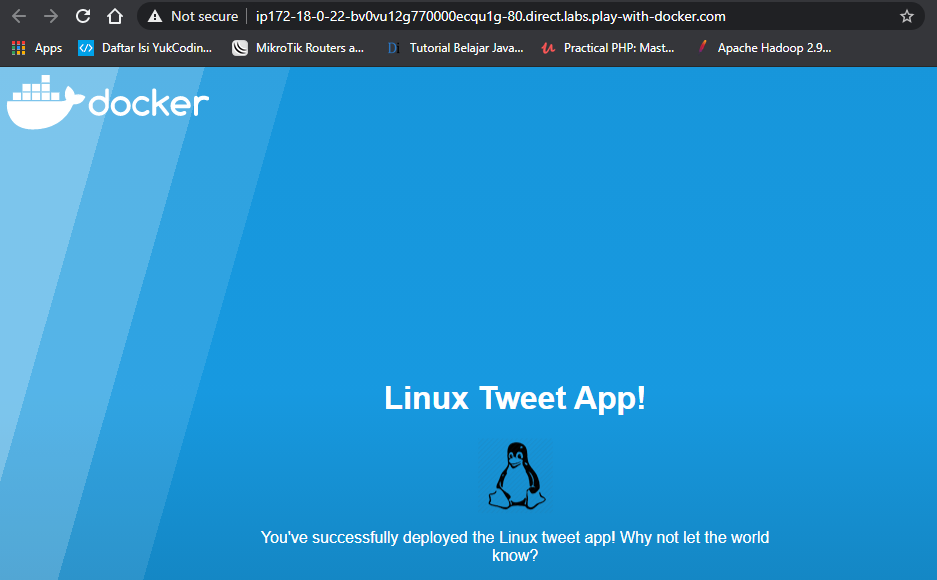 Not secure ip172-18-0-22-bv0vu12g770000ecqu1g-80.direct.labs.play-with-docker.com
Apps Daftar Isi YukCodin... MikroTik Routers a... Di Tutorial Belajar Java... Practical PHP: Mast... Apache Hadoop 2.9...
docker
Linux Tweet App!
You've successfully deployed the Linux tweet app! Why not let the world
know?